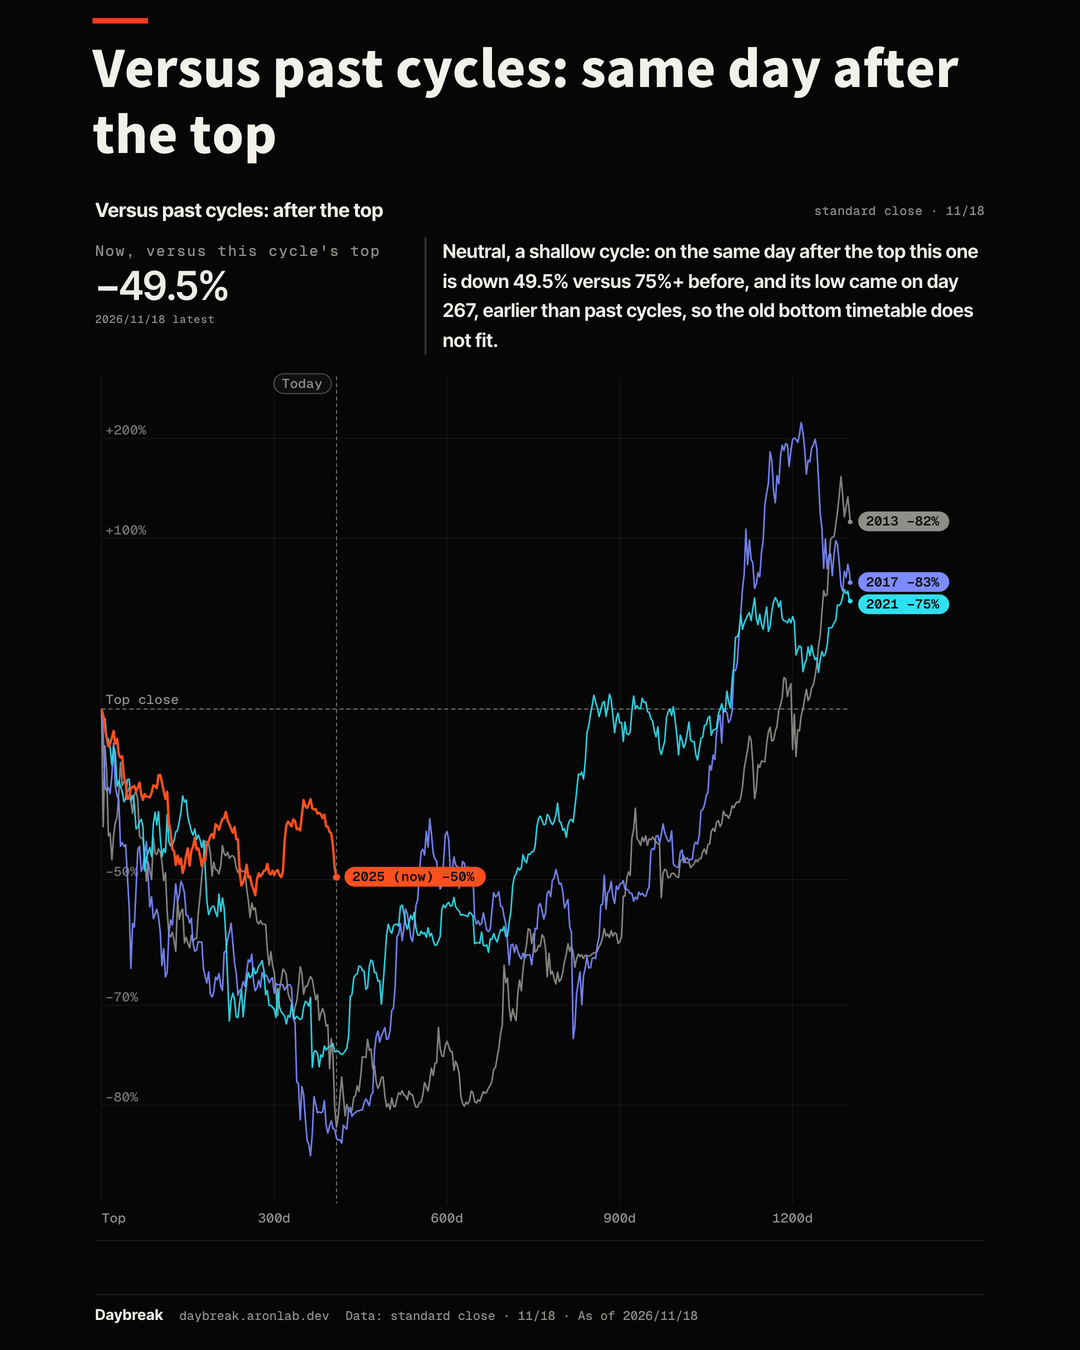 Versus past cycles: same day after
the top
Versus past cycles: after the top
standard close · 11/18
Now, versus this cycle's top
−49.5%
2026/11/18 latest
Neutral, a shallow cycle: on the same day after the top this one
is down 49.5% versus 75%+ before, and its low came on day
267, earlier than past cycles, so the old bottom timetable does
not fit.
Today
+200%
+100%
Top close
−50%
−70%
−80%
2013 −82%
2017 −83%
2021 −75%
2025 (now) −50%
Top
300d
600d
900d
1200d
Daybreak daybreak.aronlab.dev Data: standard close · 11/18 · As of 2026/11/18